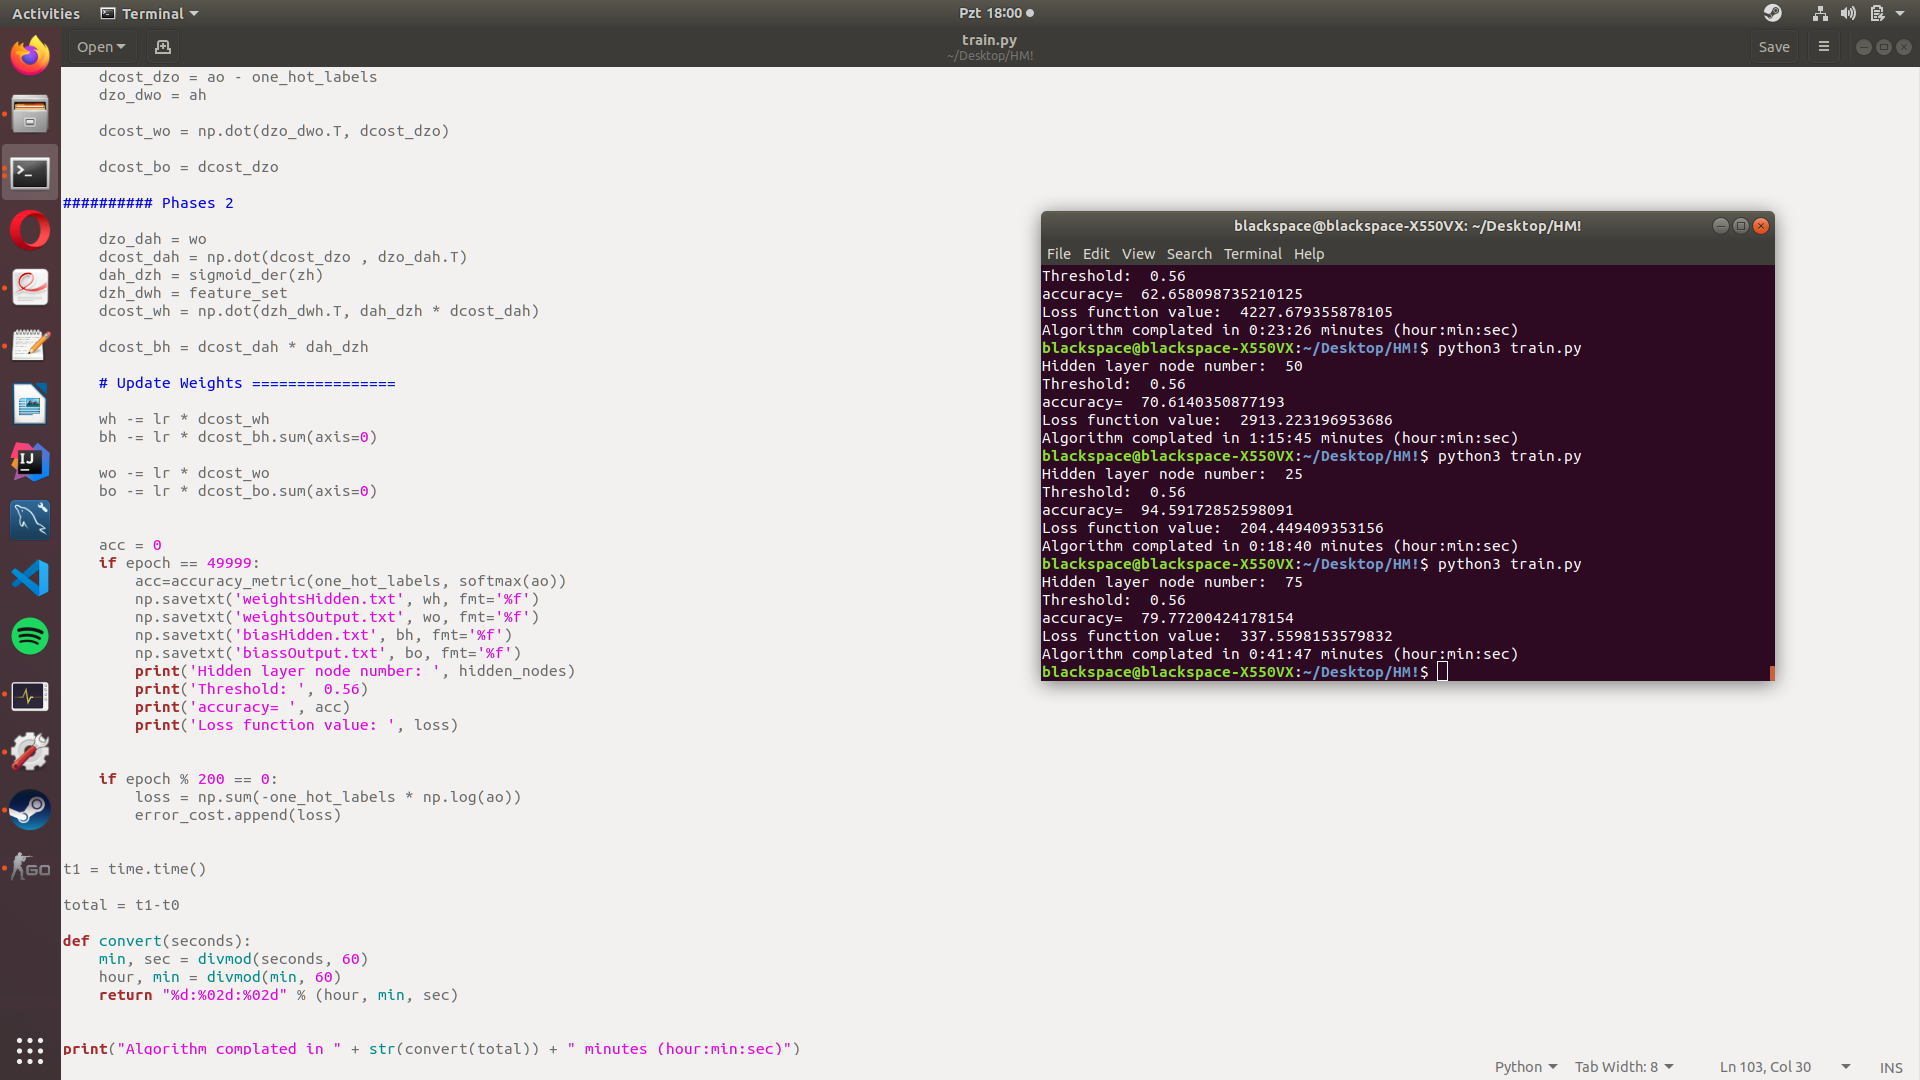 Activities
Terminal
Pzt 18:00
Open
train.py
~/Desktop/HM!
Save
    dcost_dzo = ao - one_hot_labels
    dzo_dwo = ah
    dcost_wo = np.dot(dzo_dwo.T, dcost_dzo)
    dcost_bo = dcost_dzo
########## Phases 2
    dzo_dah = wo
    dcost_dah = np.dot(dcost_dzo , dzo_dah.T)
    dah_dzh = sigmoid_der(zh)
    dzh_dwh = feature_set
    dcost_wh = np.dot(dzh_dwh.T, dah_dzh * dcost_dah)
    dcost_bh = dcost_dah * dah_dzh
    # Update Weights ================
    wh -= lr * dcost_wh
    bh -= lr * dcost_bh.sum(axis=0)
    wo -= lr * dcost_wo
    bo -= lr * dcost_bo.sum(axis=0)
    acc = 0
    if epoch == 49999:
        acc=accuracy_metric(one_hot_labels, softmax(ao))
        np.savetxt('weightsHidden.txt', wh, fmt='%f')
        np.savetxt('weightsOutput.txt', wo, fmt='%f')
        np.savetxt('biasHidden.txt', bh, fmt='%f')
        np.savetxt('biassOutput.txt', bo, fmt='%f')
        print('Hidden layer node number: ', hidden_nodes)
        print('Threshold: ', 0.56)
        print('accuracy= ', acc)
        print('Loss function value: ', loss)
    if epoch % 200 == 0:
        loss = np.sum(-one_hot_labels * np.log(ao))
        error_cost.append(loss)
t1 = time.time()
total = t1-t0
def convert(seconds):
    min, sec = divmod(seconds, 60)
    hour, min = divmod(min, 60)
    return "%d:%02d:%02d" % (hour, min, sec)
print("Algorithm complated in " + str(convert(total)) + " minutes (hour:min:sec)")
blackspace@blackspace-X550VX: ~/Desktop/HM!
File Edit View Search Terminal Help
Threshold:  0.56
accuracy=  62.658098735210125
Loss function value:  4227.679355878105
Algorithm complated in 0:23:26 minutes (hour:min:sec)
blackspace@blackspace-X550VX:~/Desktop/HM!$ python3 train.py
Hidden layer node number:  50
Threshold:  0.56
accuracy=  70.6140350877193
Loss function value:  2913.223196953686
Algorithm complated in 1:15:45 minutes (hour:min:sec)
blackspace@blackspace-X550VX:~/Desktop/HM!$ python3 train.py
Hidden layer node number:  25
Threshold:  0.56
accuracy=  94.59172852598091
Loss function value:  204.449409353156
Algorithm complated in 0:18:40 minutes (hour:min:sec)
blackspace@blackspace-X550VX:~/Desktop/HM!$ python3 train.py
Hidden layer node number:  75
Threshold:  0.56
accuracy=  79.77200424178154
Loss function value:  337.5598153579832
Algorithm complated in 0:41:47 minutes (hour:min:sec)
blackspace@blackspace-X550VX:~/Desktop/HM!$
IJ
GO
Python
Tab Width: 8
Ln 103, Col 30
INS